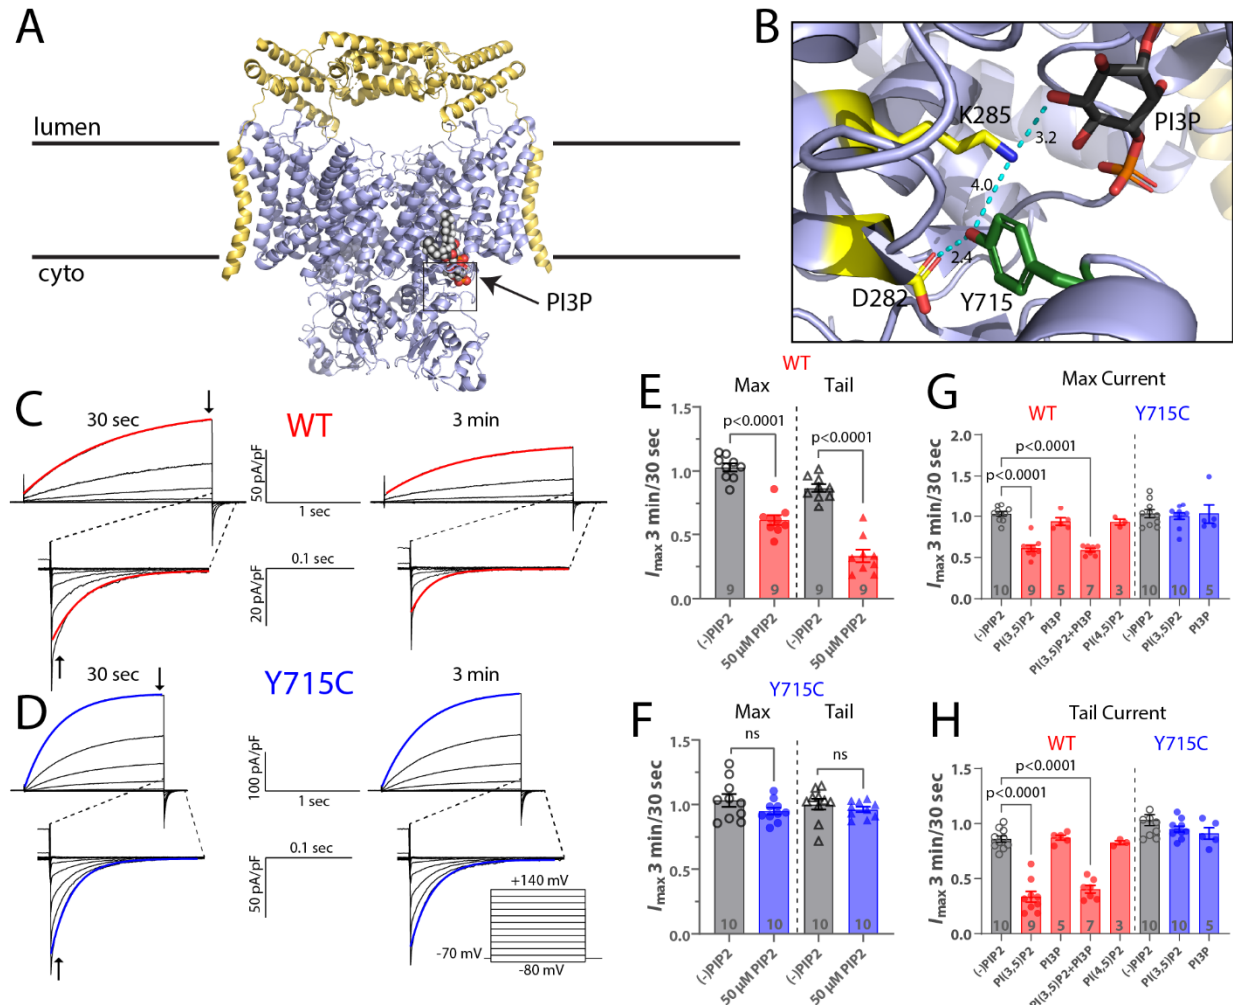 A
lumen
cyto
PI3P
B
K285
PI3P
3.2
4.0
2.4
D282
Y715
C
30 sec
WT
3 min
50 pA/pF
1 sec
0.1 sec
20 pA/pF
D
30 sec
Y715C
3 min
100 pA/pF
1 sec
0.1 sec
50 pA/pF
+140 mV
-70 mV
-80 mV
E
WT
Max
Tail
p<0.0001
p<0.0001
Imax 3 min/30 sec
1.5
1.0
0.5
0.0
9
9
9
9
(-)PIP2
50 µM PIP2
(-)PIP2
50 µM PIP2
F
Y715C
Max
Tail
ns
ns
Imax 3 min/30 sec
1.5
1.0
0.5
0.0
10
10
10
10
(-)PIP2
50 µM PIP2
(-)PIP2
50 µM PIP2
G
Max Current
WT
Y715C
p<0.0001
p<0.0001
Imax 3 min/30 sec
2.0
1.5
1.0
0.5
0.0
10
9
5
7
3
10
10
5
(-)PIP2
PI(3,5)P2
PI3P
PI(3,5)P2+PI3P
PI(4,5)P2
(-)PIP2
PI(3,5)P2
PI3P
H
Tail Current
WT
Y715C
p<0.0001
p<0.0001
Imax 3 min/30 sec
1.5
1.0
0.5
0.0
10
9
5
7
3
10
10
5
(-)PIP2
PI(3,5)P2
PI3P
PI(3,5)P2+PI3P
PI(4,5)P2
(-)PIP2
PI(3,5)P2
PI3P